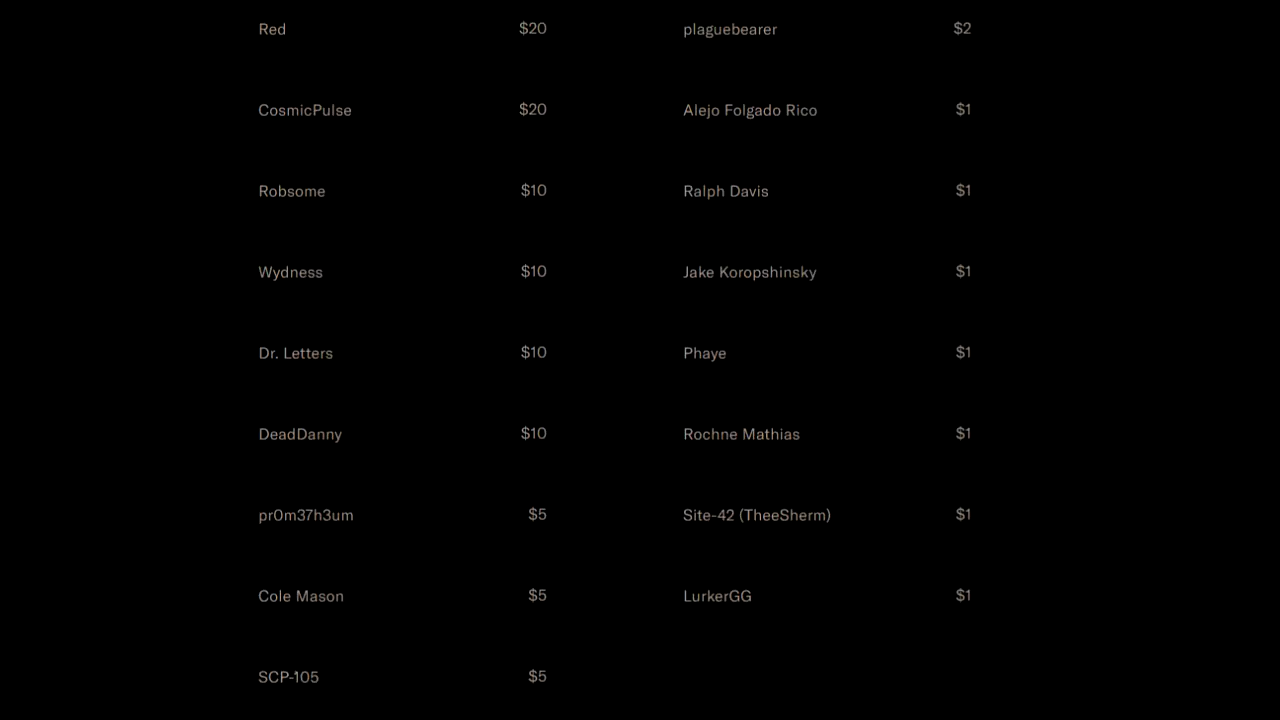 Red $20
CosmicPulse $20
Robsome $10
Wydness $10
Dr. Letters $10
DeadDanny $10
pr0m37h3um $5
Cole Mason $5
SCP-105 $5
plaguebearer $2
Alejo Folgado Rico $1
Ralph Davis $1
Jake Koropshinsky $1
Phaye $1
Rochne Mathias $1
Site-42 (TheeSherm) $1
LurkerGG $1